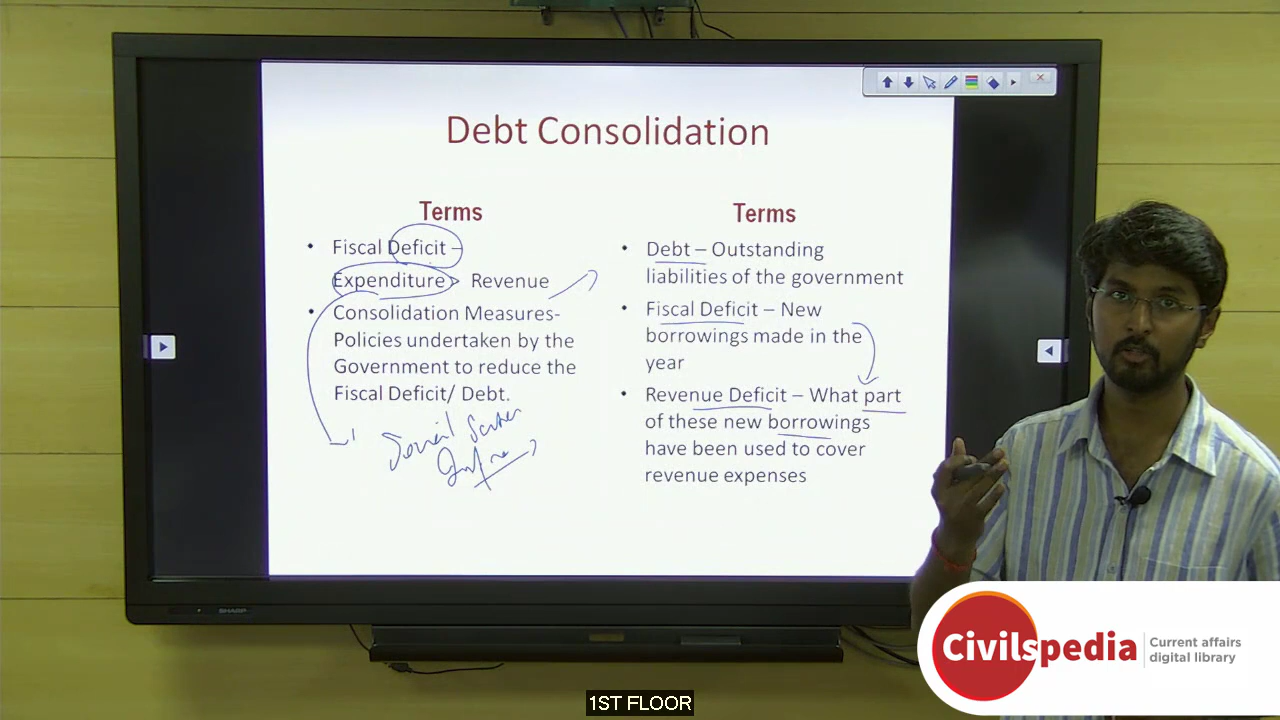 Debt Consolidation
Terms
• Fiscal Deficit –
Expenditure > Revenue
• Consolidation Measures-
Policies undertaken by the
Government to reduce the
Fiscal Deficit/ Debt.
Infra
Terms
• Debt – Outstanding
liabilities of the government
• Fiscal Deficit – New
borrowings made in the
year
• Revenue Deficit – What part
of these new borrowings
have been used to cover
revenue expenses
SHARP
Civilspedia
Current affairs
digital library
1ST FLOOR